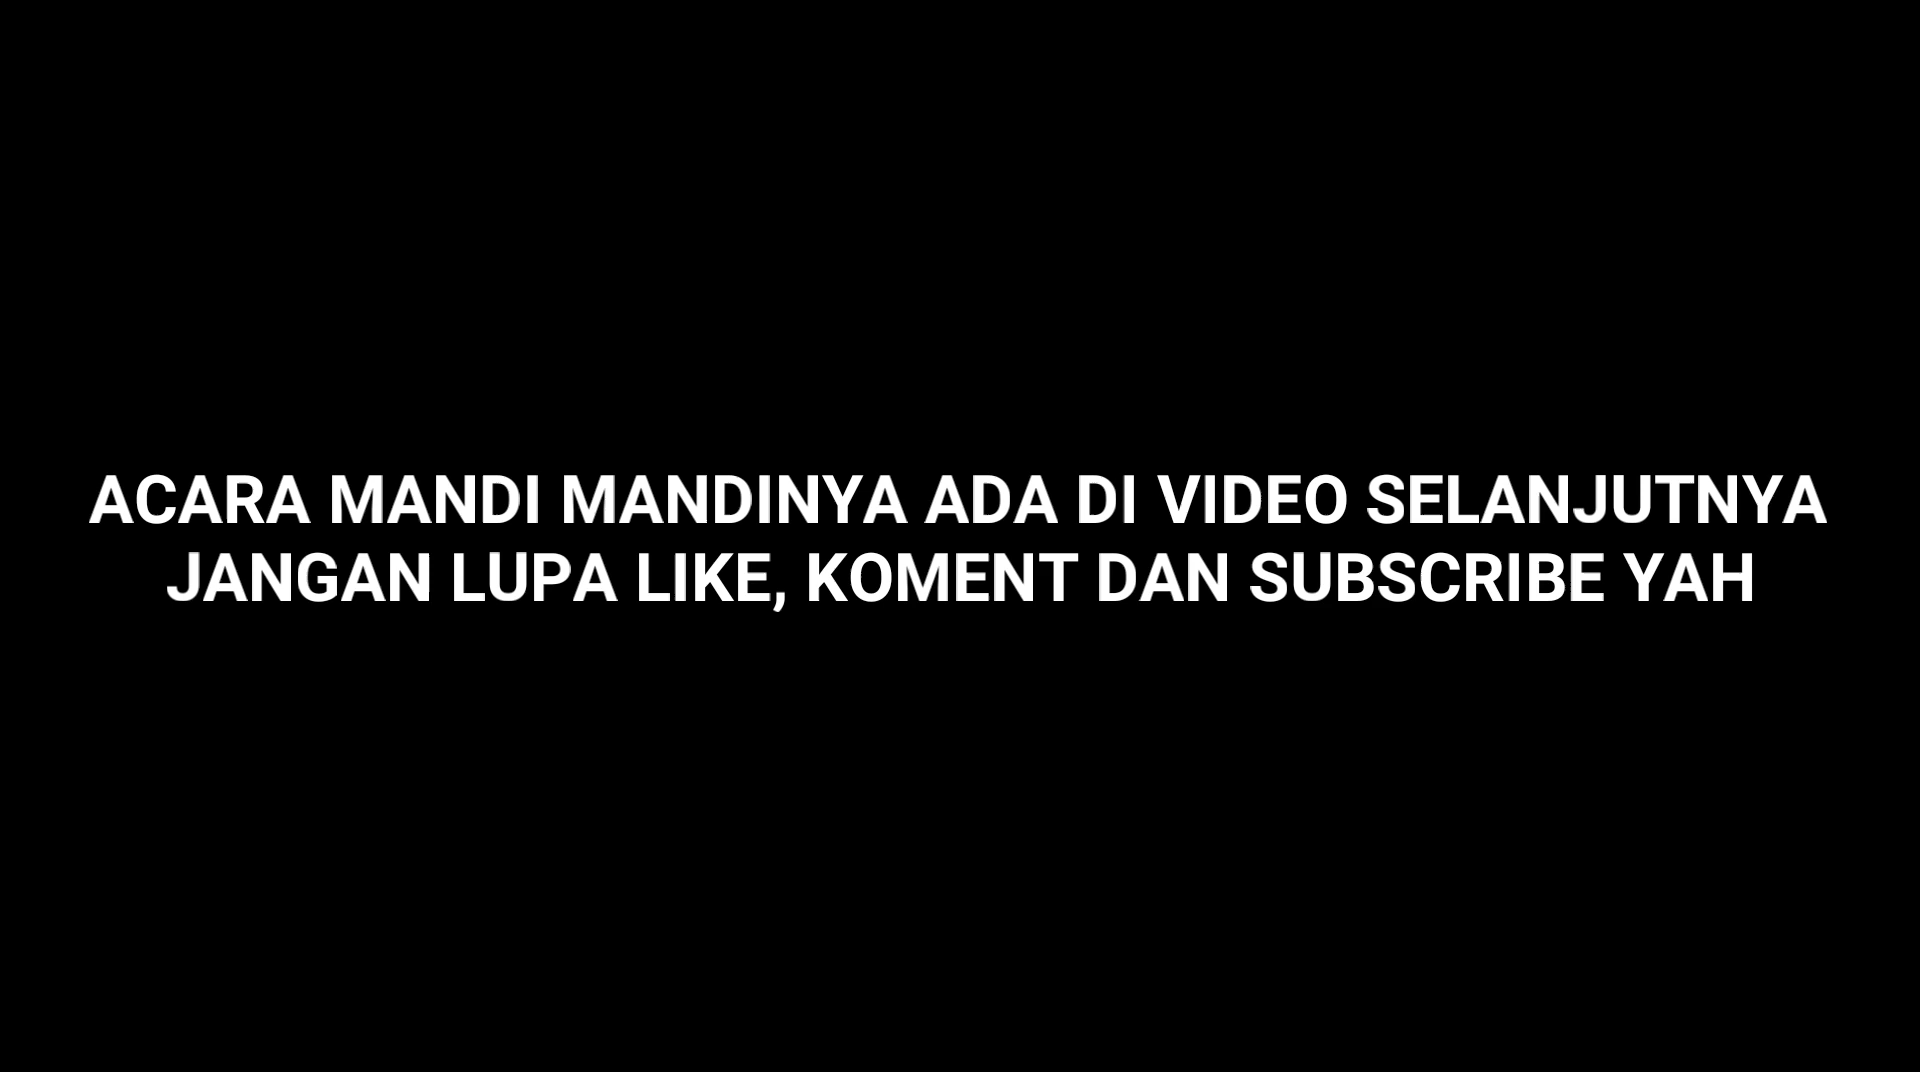 ACARA MANDI MANDINYA ADA DI VIDEO SELANJUTNYA
JANGAN LUPA LIKE, KOMENT DAN SUBSCRIBE YAH